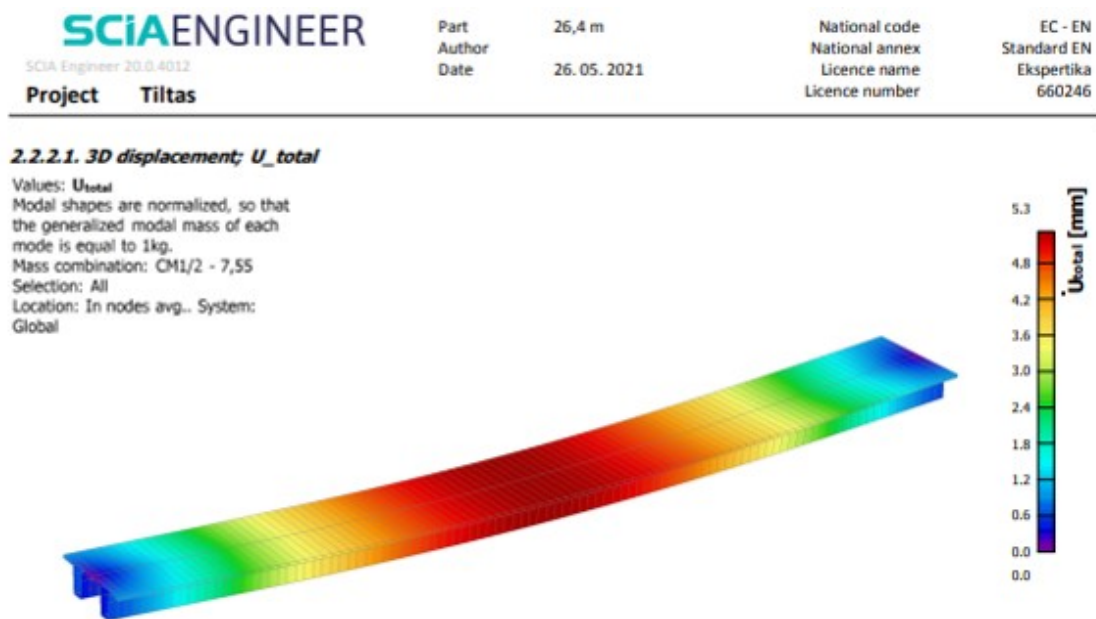 SCiAENGINEER
SCIA Engineer 20.0.4012
Project Tiltas
Part 26,4 m
Author
Date 26. 05. 2021
National code EC - EN
National annex Standard EN
Licence name Ekspertika
Licence number 660246
2.2.2.1. 3D displacement; U_total
Values: Utotal
Modal shapes are normalized, so that
the generalized modal mass of each
mode is equal to 1kg.
Mass combination: CM1/2 - 7,55
Selection: All
Location: In nodes avg.. System:
Global
Utotal [mm]
5.3
4.8
4.2
3.6
3.0
2.4
1.8
1.2
0.6
0.0
0.0